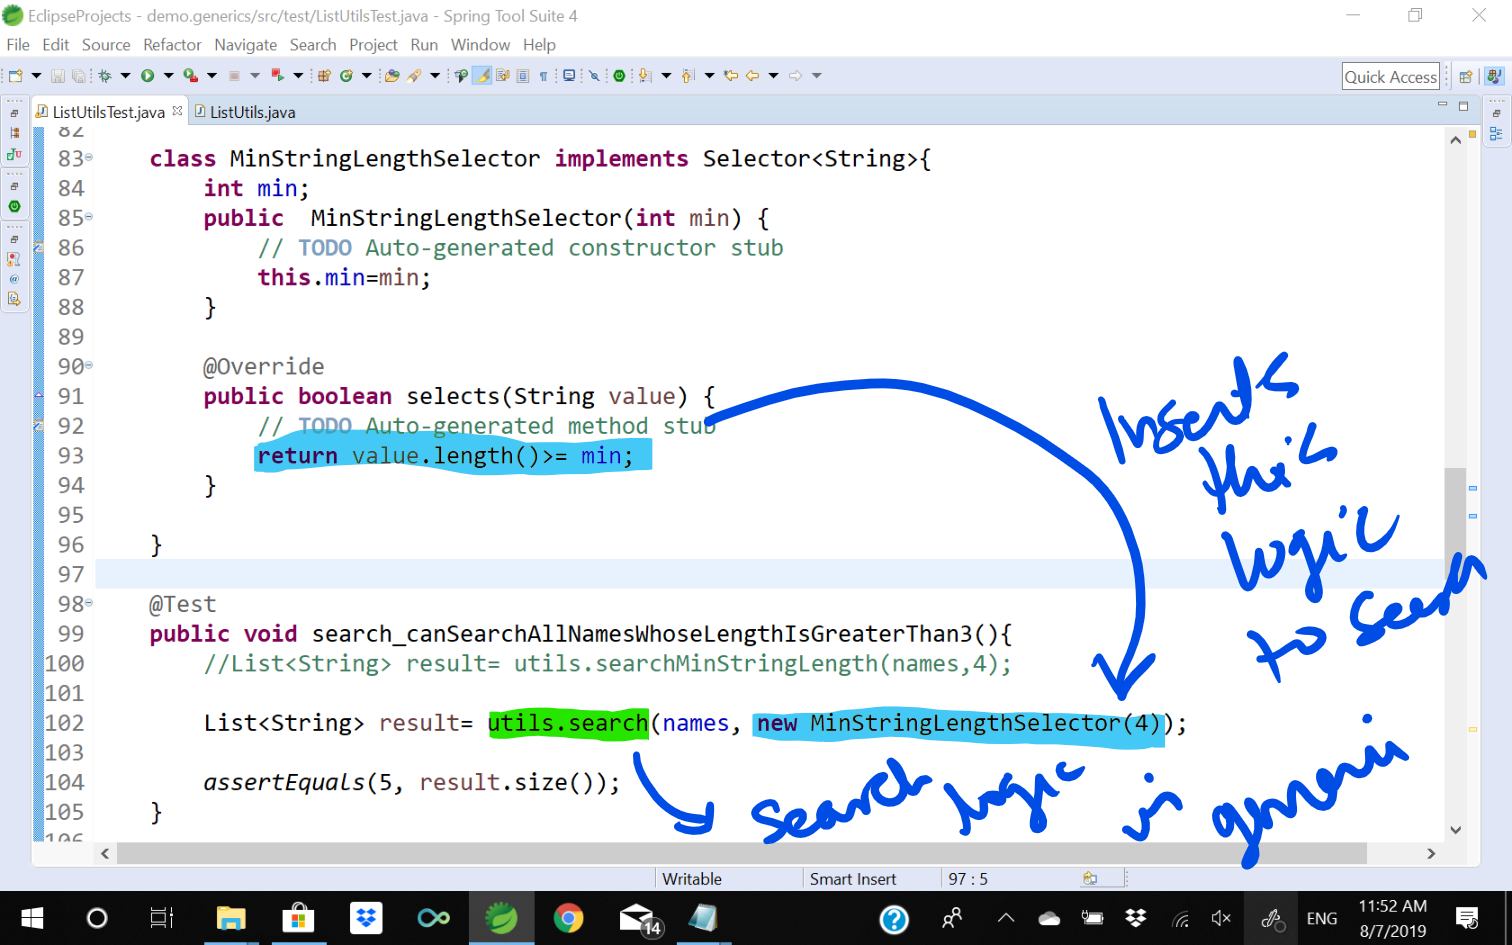 EclipseProjects - demo.generics/src/test/ListUtilsTest.java - Spring Tool Suite 4
File Edit Source Refactor Navigate Search Project Run Window Help
Quick Access
ListUtilsTest.java ListUtils.java
82
83 class MinStringLengthSelector implements Selector<String>{
84 int min;
85 public  MinStringLengthSelector(int min) {
86 // TODO Auto-generated constructor stub
87 this.min=min;
88 }
89
90 @Override
91 public boolean selects(String value) {
92 // TODO Auto-generated method stub
93 return value.length()>= min;
94 }
95
96 }
97
98 @Test
99 public void search_canSearchAllNamesWhoseLengthIsGreaterThan3(){
100 //List<String> result= utils.searchMinStringLength(names,4);
101
102 List<String> result= utils.search(names, new MinStringLengthSelector(4));
103
104 assertEquals(5, result.size());
105 }
106
Inserts
this
logic
to search
search logic is generic
Writable Smart Insert 97 : 5
14
ENG
11:52 AM
8/7/2019